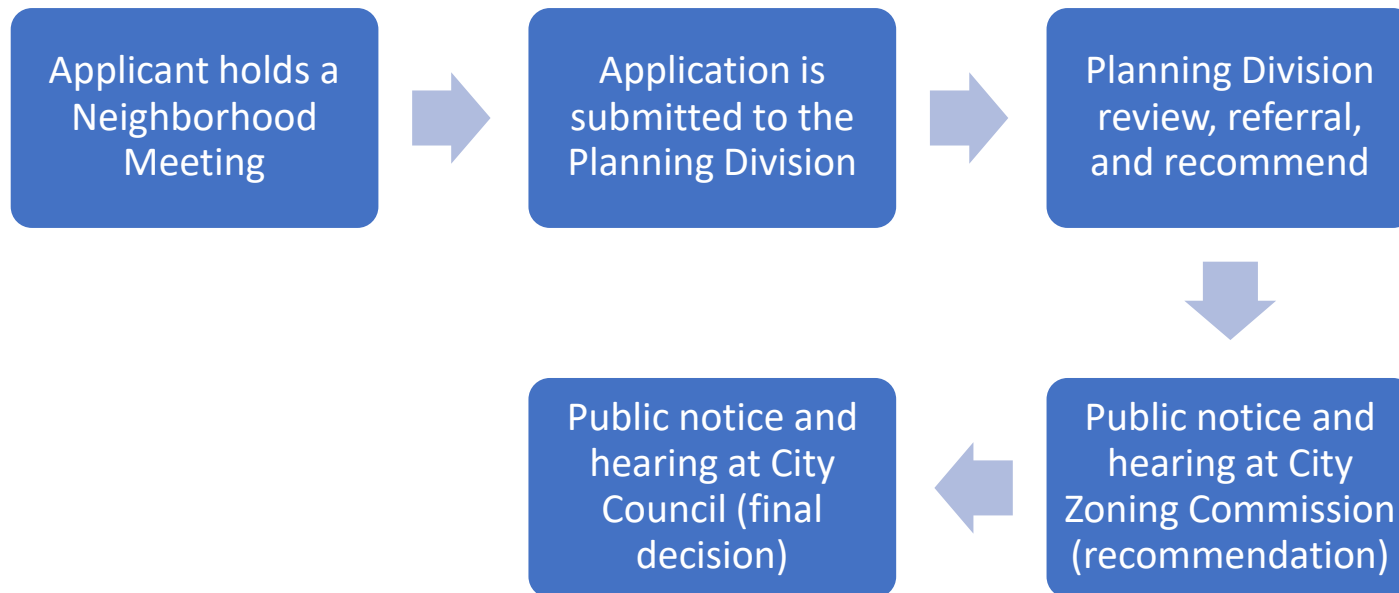 Applicant holds a
Neighborhood
Meeting
Application is
submitted to the
Planning Division
Planning Division
review, referral,
and recommend
Public notice and
hearing at City
Zoning Commission
(recommendation)
Public notice and
hearing at City
Council (final
decision)